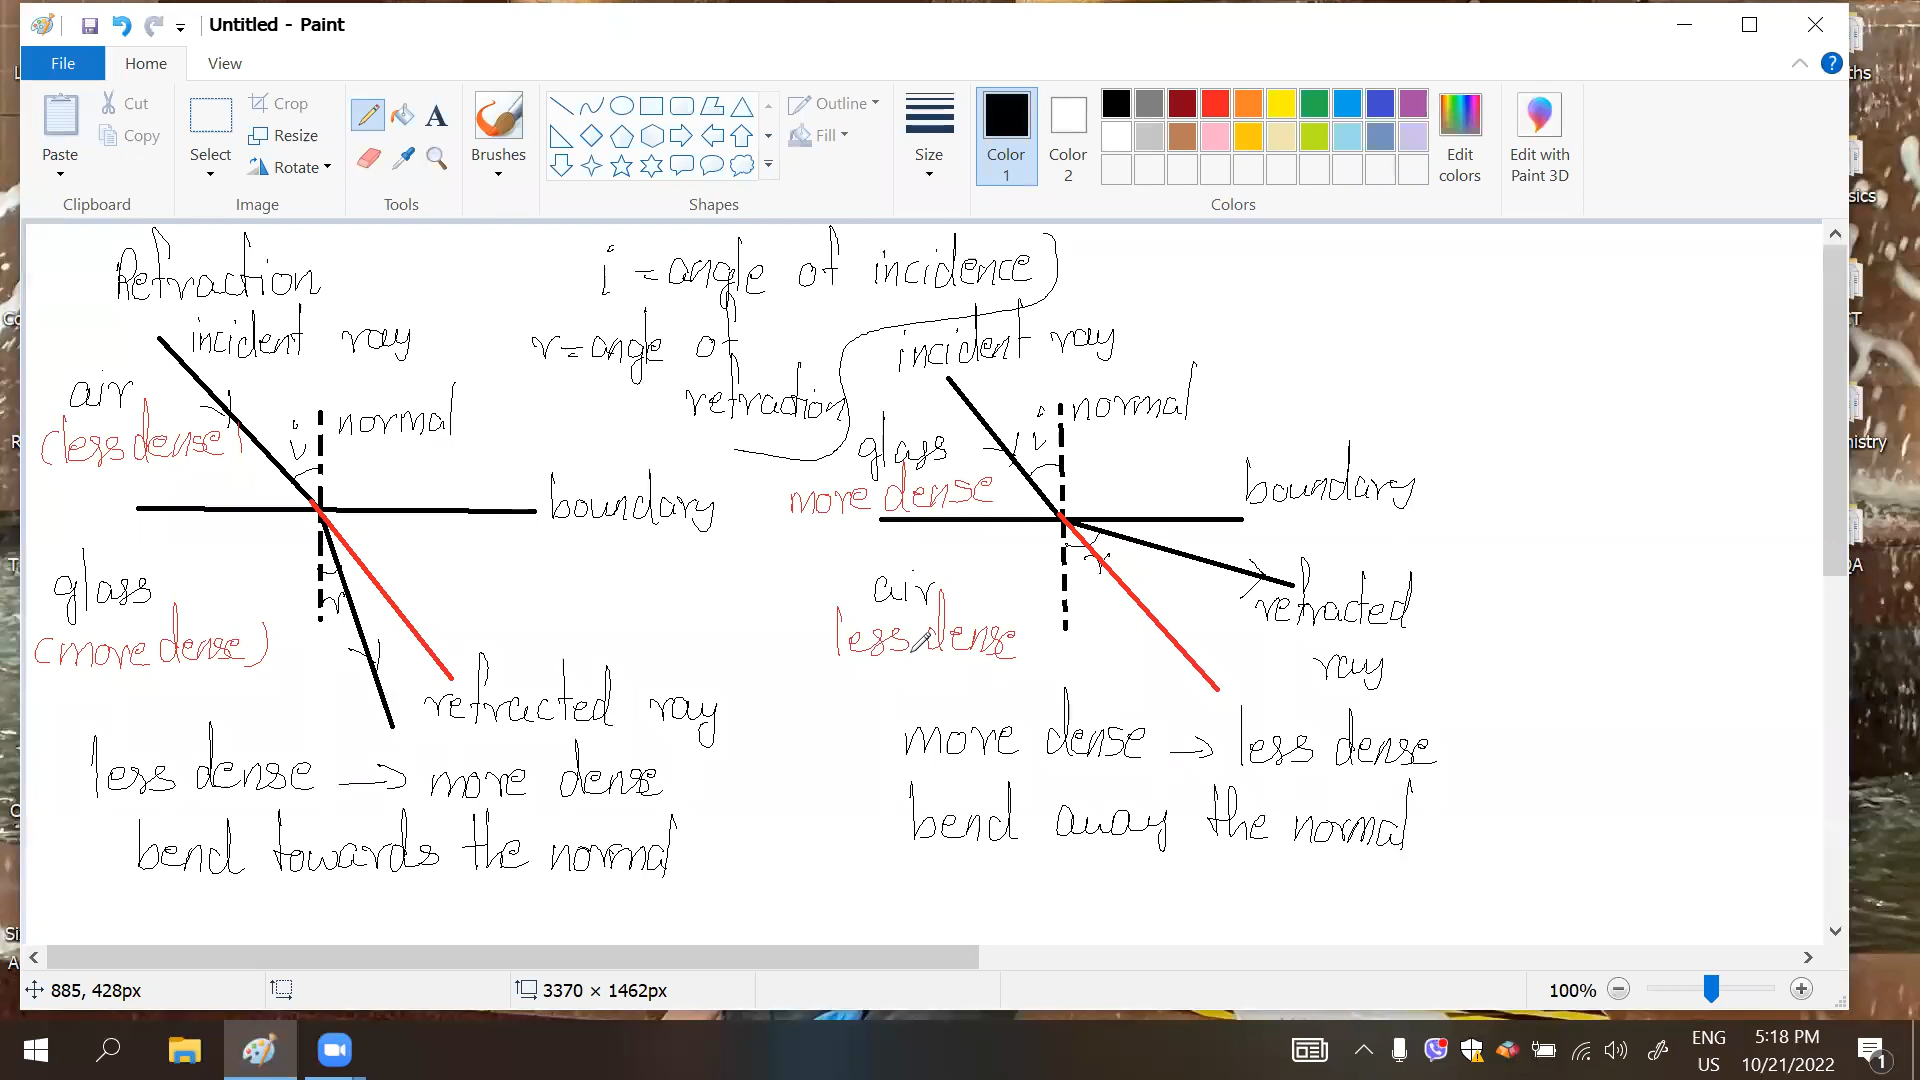 Untitled - Paint
File
Home
View
Paste
Cut
Copy
Clipboard
Select
Crop
Resize
Rotate
Image
Tools
Brushes
Shapes
Outline
Fill
Size
Color
1
Color
2
Edit
colors
Edit with
Paint 3D
Colors
Refraction
i = angle of incidence
incident ray
r = angle of
refraction
incident ray
air
(less dense)
i
normal
glass
more dense
i
normal
boundary
boundary
glass
(more dense)
r
refracted ray
air
less dense
r
refracted
ray
less dense → more dense
bend towards the normal
more dense → less dense
bend away the normal
885, 428px
3370 × 1462px
100%
ENG
US
5:18 PM
10/21/2022
1